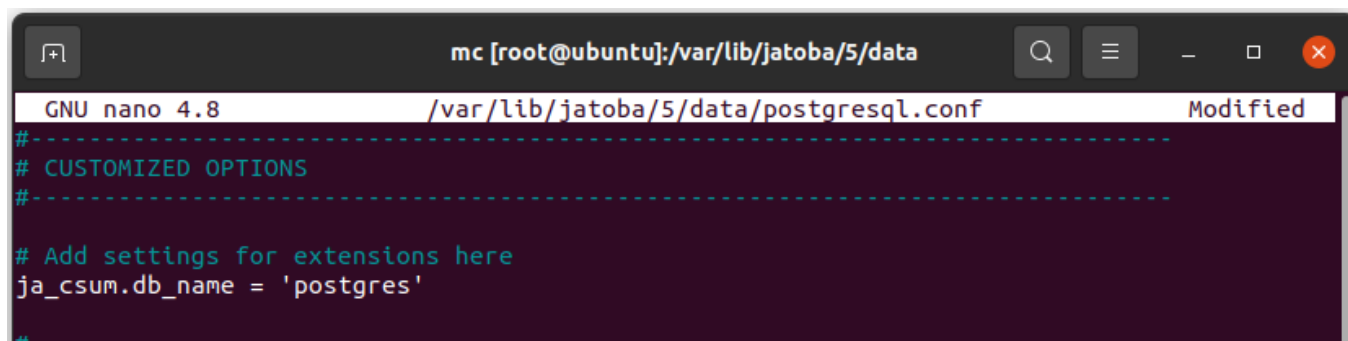 mc [root@ubuntu]:/var/lib/jatoba/5/data
GNU nano 4.8 /var/lib/jatoba/5/data/postgresql.conf Modified
#------------------------------------------------------------------------------
# CUSTOMIZED OPTIONS
#------------------------------------------------------------------------------
# Add settings for extensions here
ja_csum.db_name = 'postgres'
#